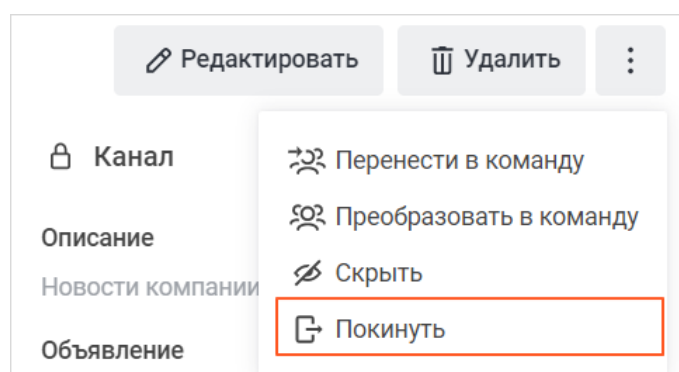 Редактировать Удалить
Канал
Перенести в команду
Преобразовать в команду
Описание
Скрыть
Новости компании
Покинуть
Объявление